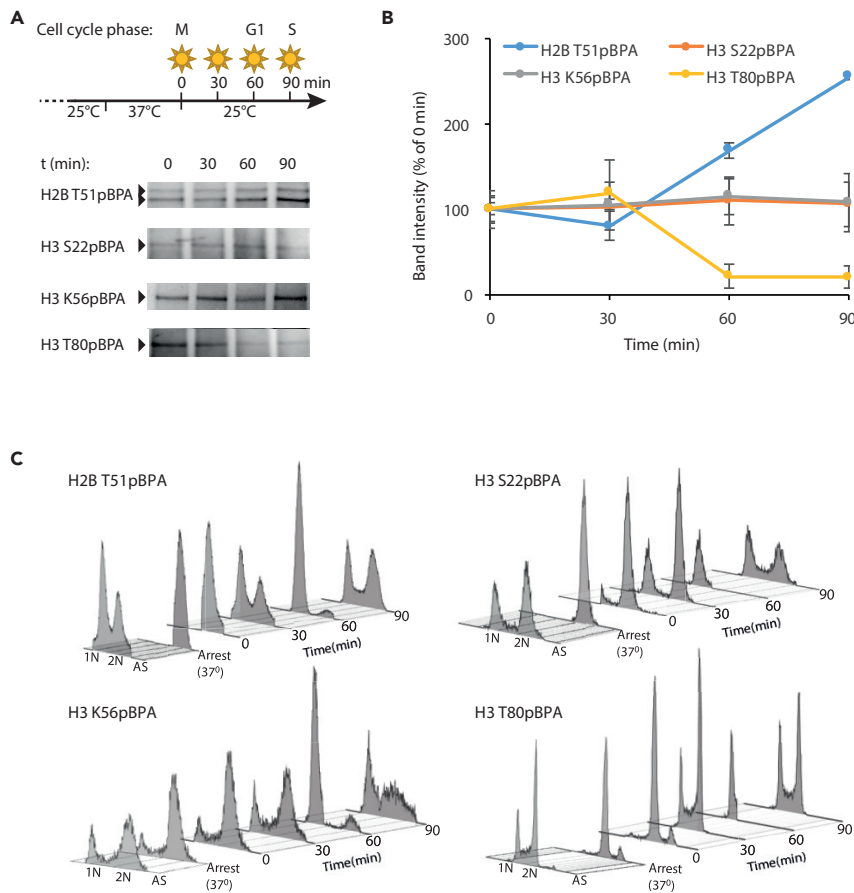 A
Cell cycle phase: M G1 S
0 30 60 90 min
25°C 37°C 25°C
t (min): 0 30 60 90
H2B T51pBPA
H3 S22pBPA
H3 K56pBPA
H3 T80pBPA
B
Band intensity (% of 0 min)
300
200
100
0
H2B T51pBPA H3 S22pBPA
H3 K56pBPA H3 T80pBPA
0 30 60 90
Time (min)
C
H2B T51pBPA
1N 2N AS Arrest (37⁰) 0 30 60 90
Time(min)
H3 S22pBPA
1N 2N AS Arrest (37⁰) 0 30 60 90
Time(min)
H3 K56pBPA
1N 2N AS Arrest (37⁰) 0 30 60 90
Time(min)
H3 T80pBPA
1N 2N AS Arrest (37⁰) 0 30 60 90
Time(min)